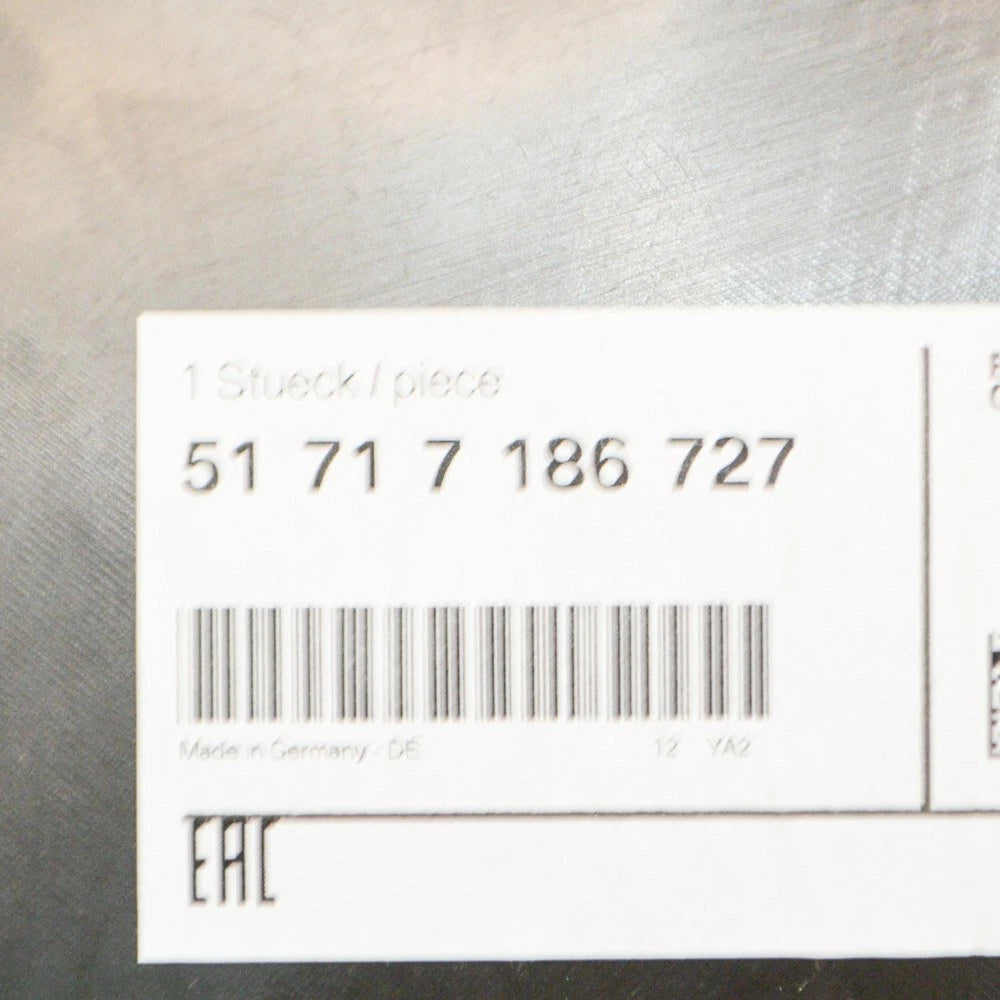 1 Stueck / piece
51 71 7 186 727
Made in Germany - DE 12 YA2
EAC